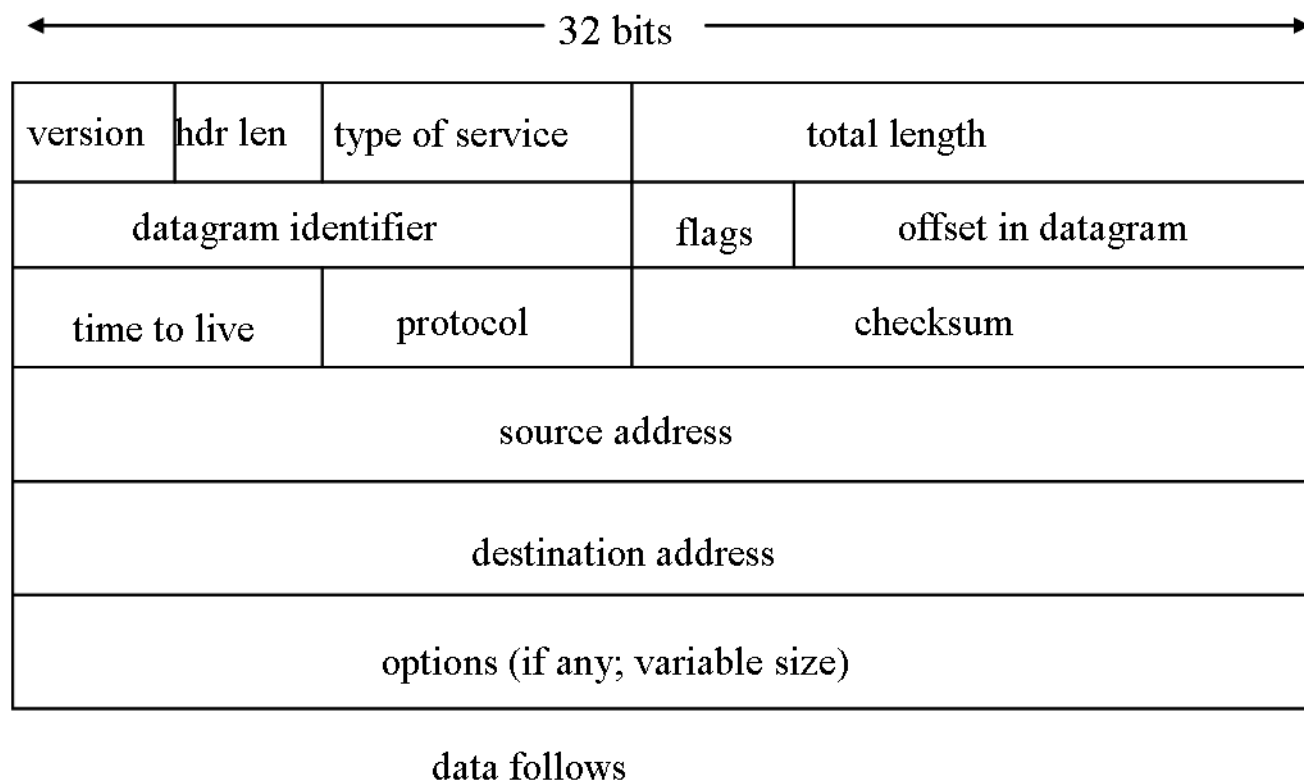 32 bits
version hdr len type of service total length
datagram identifier flags offset in datagram
time to live protocol checksum
source address
destination address
options (if any; variable size)
data follows